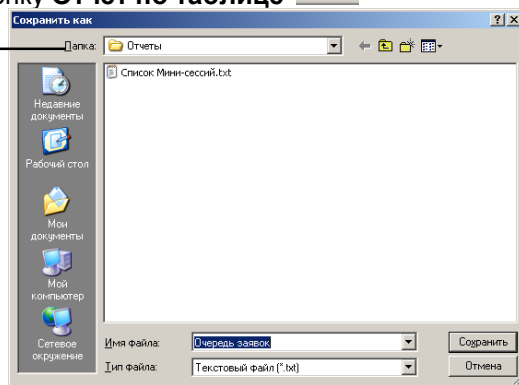 нку Отчет по таблице
Сохранить как
Папка: Отчеты
Список Мини-сессий.txt
Недавние
документы
Рабочий стол
Мои
документы
Мой
компьютер
Сетевое
окружение
Имя файла: Очередь заявок Сохранить
Тип файла: Текстовый файл (*.txt) Отмена